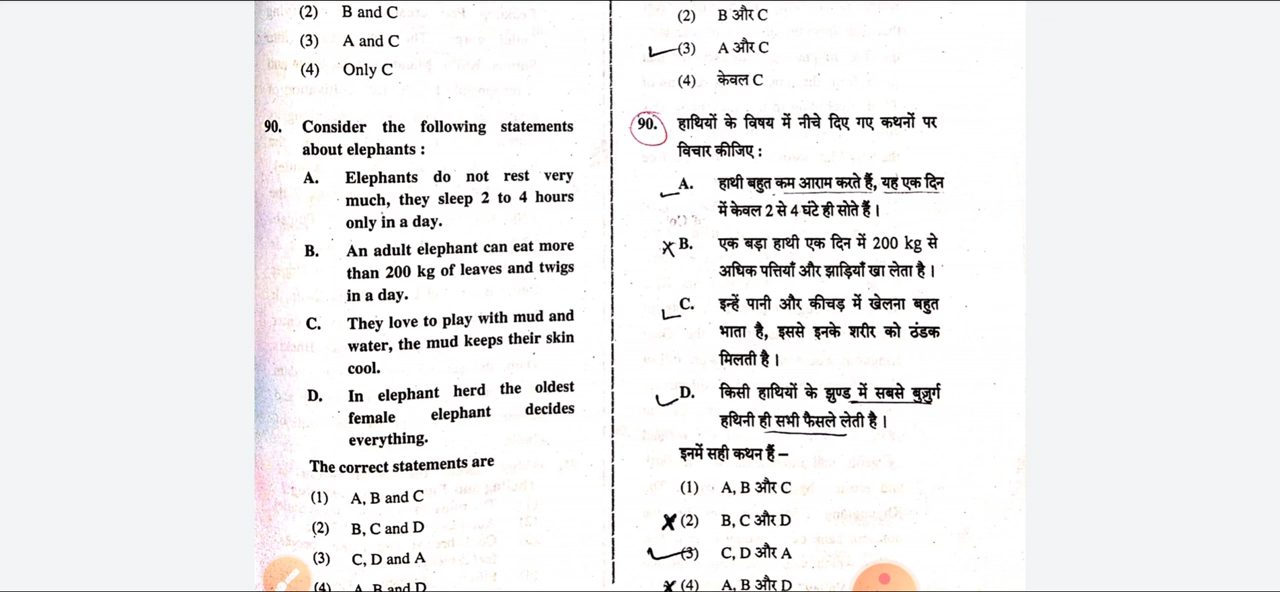 (2) B and C
(3) A and C
(4) Only C
90. Consider the following statements
about elephants :
A. Elephants do not rest very
much, they sleep 2 to 4 hours
only in a day.
B. An adult elephant can eat more
than 200 kg of leaves and twigs
in a day.
C. They love to play with mud and
water, the mud keeps their skin
cool.
D. In elephant herd the oldest
female elephant decides
everything.
The correct statements are
(1) A, B and C
(2) B, C and D
(3) C, D and A
(4) A, B and D
(2) B और C
(3) A और C
(4) केवल C
90. हाथियों के विषय में नीचे दिए गए कथनों पर
विचार कीजिए :
A. हाथी बहुत कम आराम करते हैं, यह एक दिन
में केवल 2 से 4 घंटे ही सोते हैं।
B. एक बड़ा हाथी एक दिन में 200 kg से
अधिक पत्तियाँ और झाड़ियाँ खा लेता है।
C. इन्हें पानी और कीचड़ में खेलना बहुत
भाता है, इससे इनके शरीर को ठंडक
मिलती है।
D. किसी हाथियों के झुण्ड में सबसे बुज़ुर्ग
हथिनी ही सभी फैसले लेती है।
इनमें सही कथन हैं –
(1) A, B और C
(2) B, C और D
(3) C, D और A
(4) A, B और D